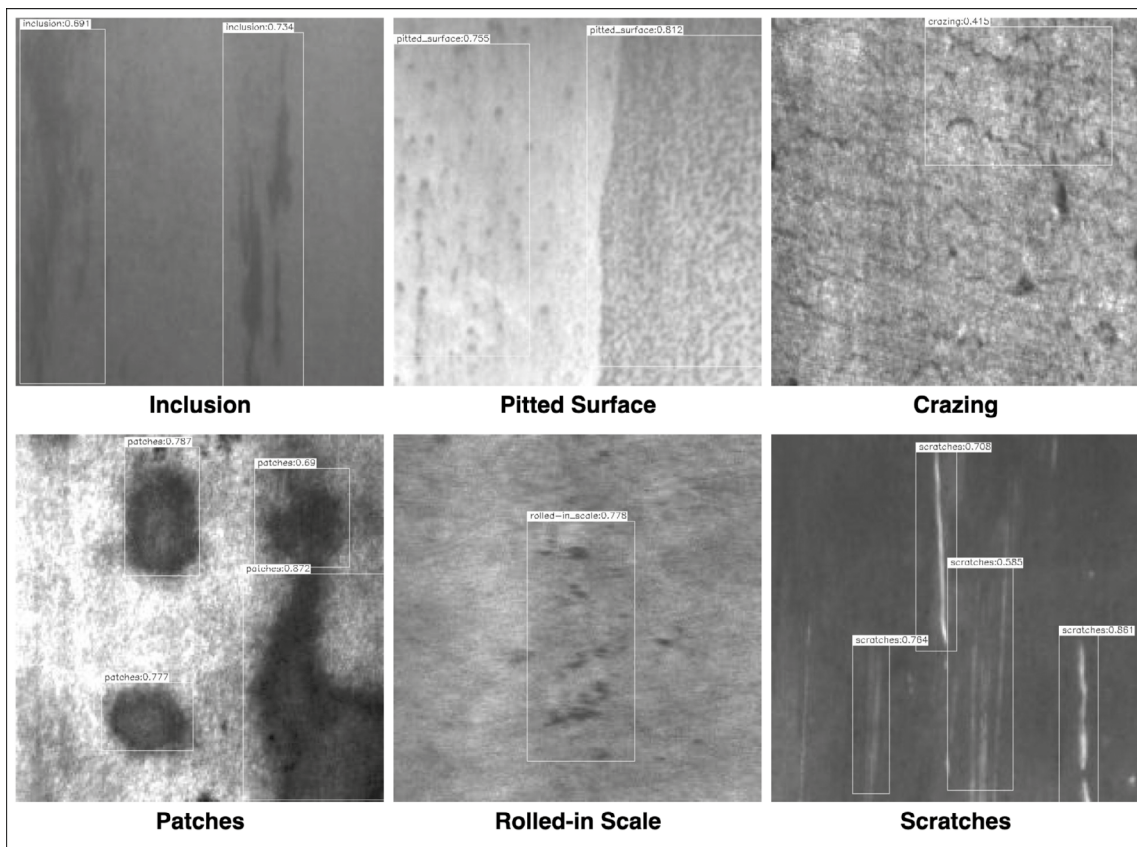 inclusion:0.691
inclusion:0.734
Inclusion
pitted_surface:0.755
pitted_surface:0.812
Pitted Surface
crazing:0.415
Crazing
patches:0.787
patches:0.69
patches:0.872
patches:0.777
Patches
rolled-in_scale:0.778
Rolled-in Scale
scratches:0.708
scratches:0.585
scratches:0.764
scratches:0.861
Scratches